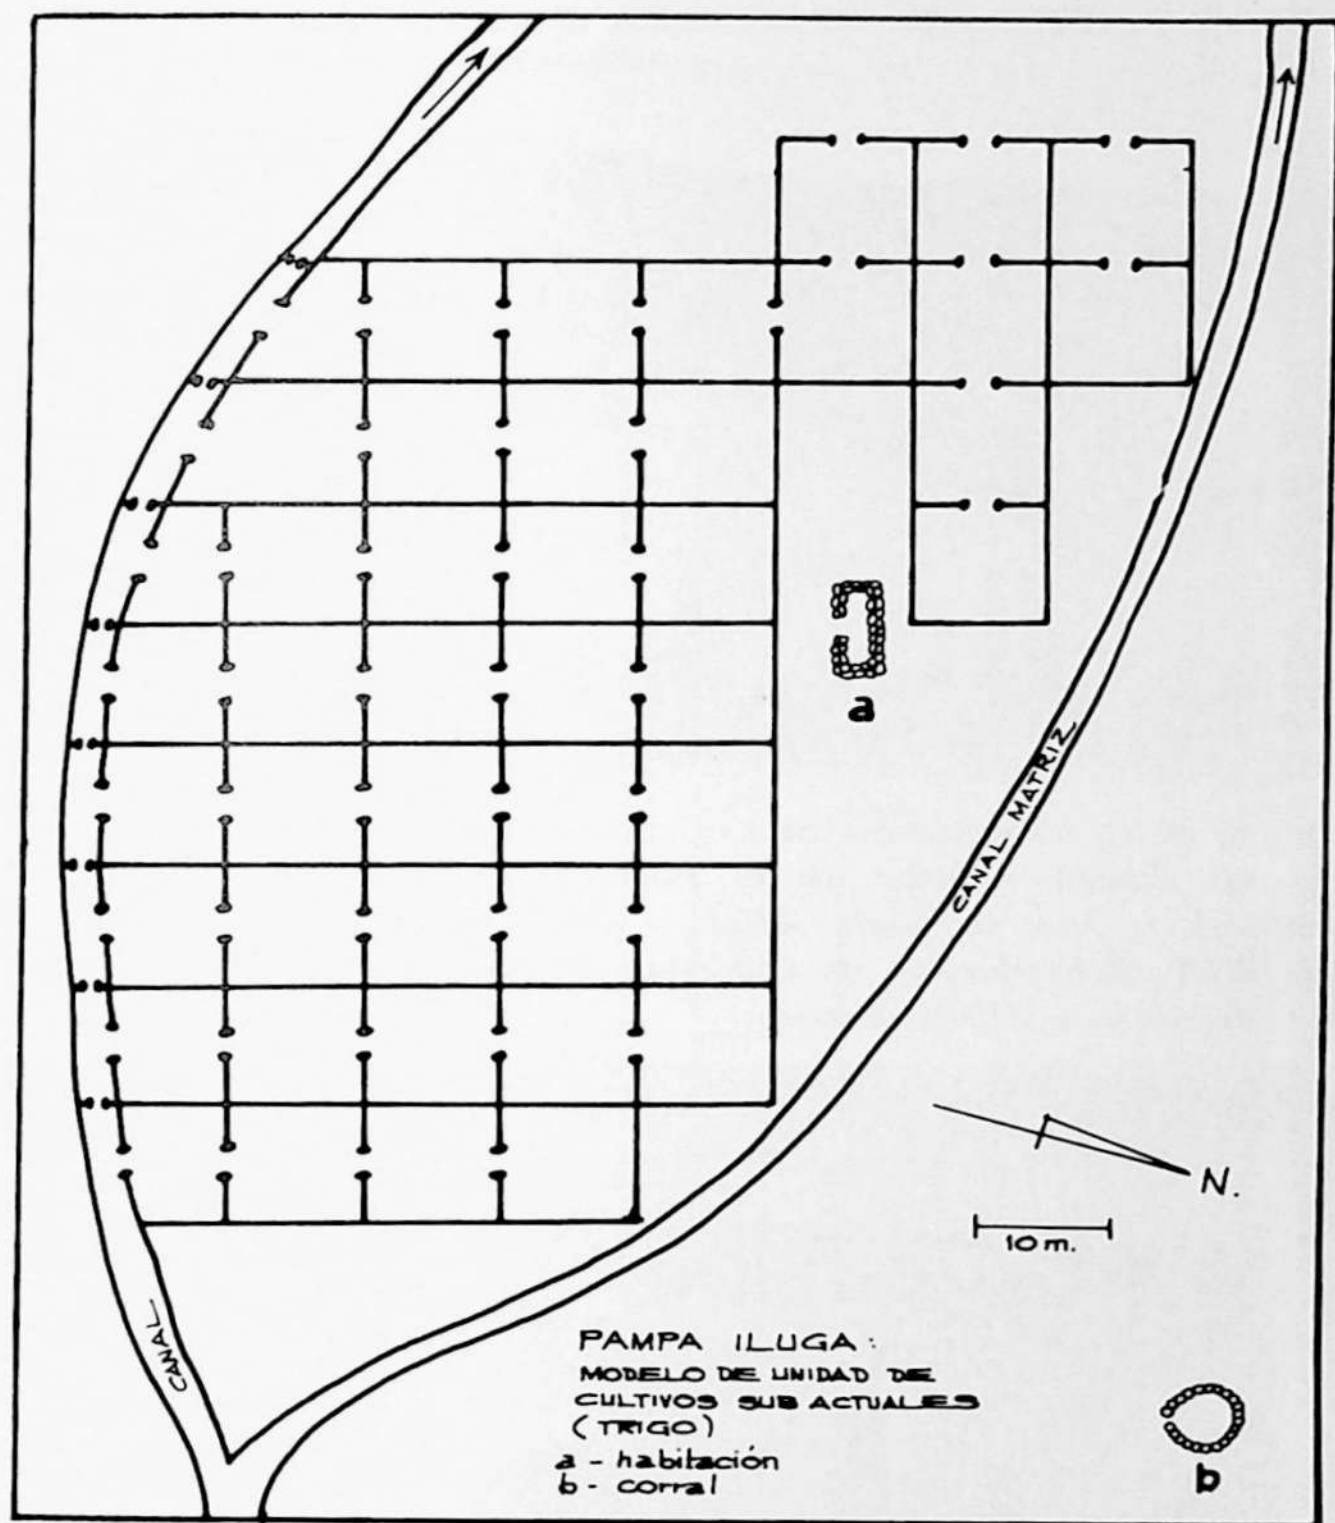 a
CANAL MATRIZ
N.
10 m.
CANAL
PAMPA ILUGA:
MODELO DE UNIDAD DE
CULTIVOS SUB ACTUALES
(TRIGO)
a - habitación
b - corral
b